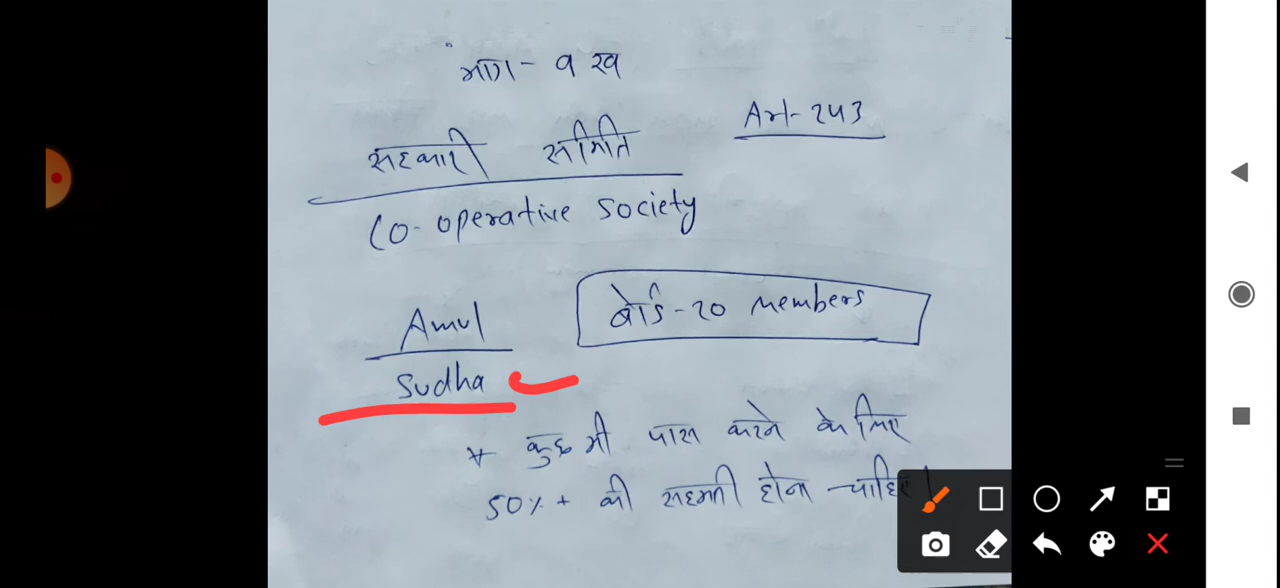 भाग - 9 ख
Art - 243
सहकारी समिति
Co-operative society
बोर्ड - 20 members
Amul
Sudha
* कुछ भी पास करने के लिए
50% + की सहमती होना चाहिए।